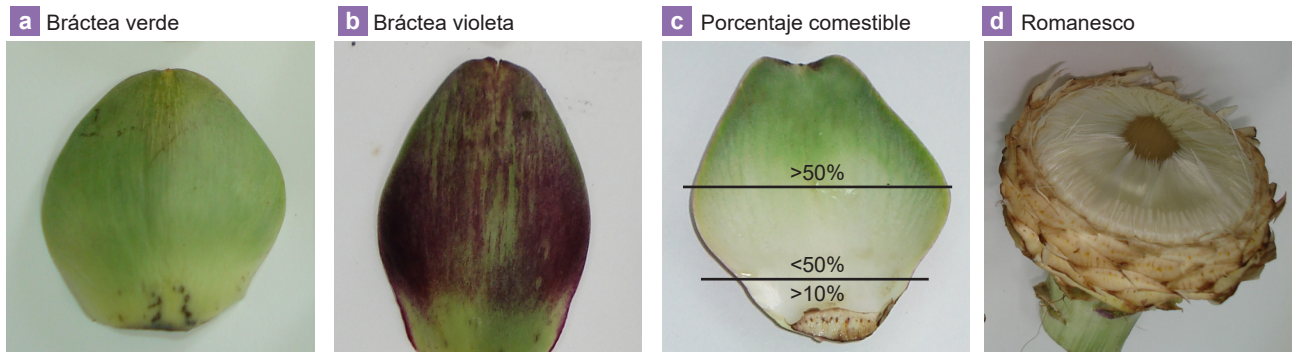 a Bráctea verde
b Bráctea violeta
c Porcentaje comestible
d Romanesco
>50%
<50%
>10%